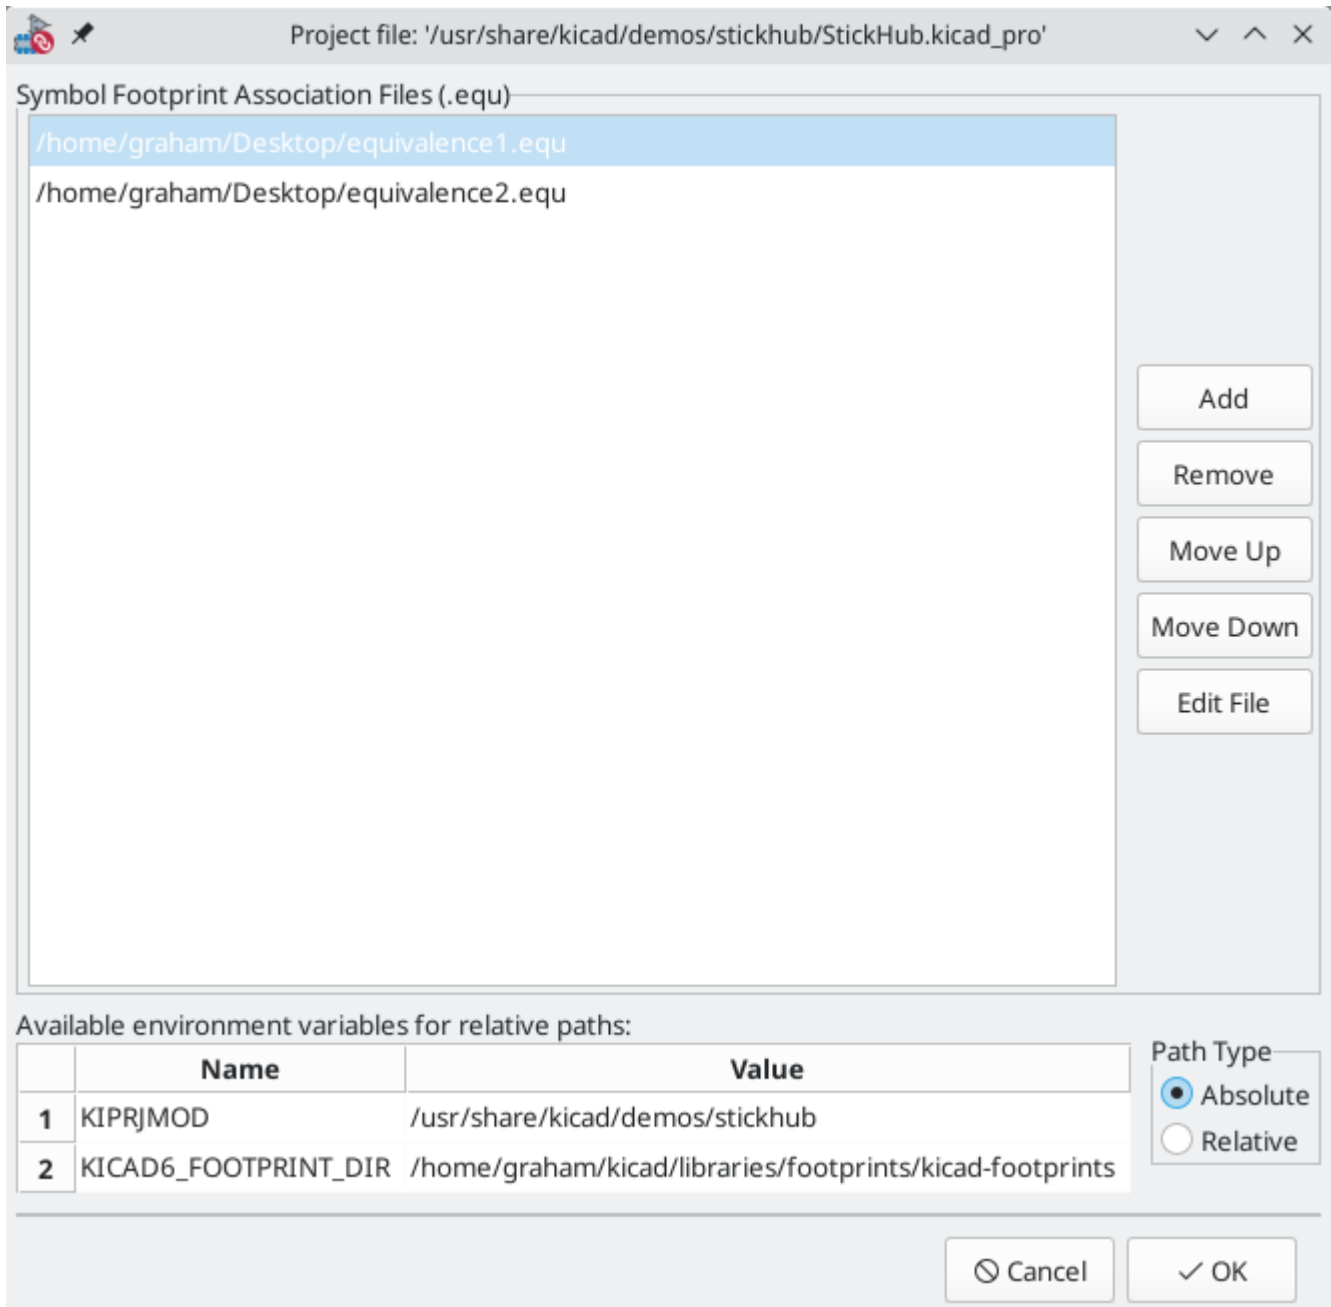 Project file: '/usr/share/kicad/demos/stickhub/StickHub.kicad_pro'
Symbol Footprint Association Files (.equ)
/home/graham/Desktop/equivalence1.equ
/home/graham/Desktop/equivalence2.equ
Add
Remove
Move Up
Move Down
Edit File
Available environment variables for relative paths:
Name Value
1 KIPRJMOD /usr/share/kicad/demos/stickhub
2 KICAD6_FOOTPRINT_DIR /home/graham/kicad/libraries/footprints/kicad-footprints
Path Type
Absolute
Relative
Cancel OK